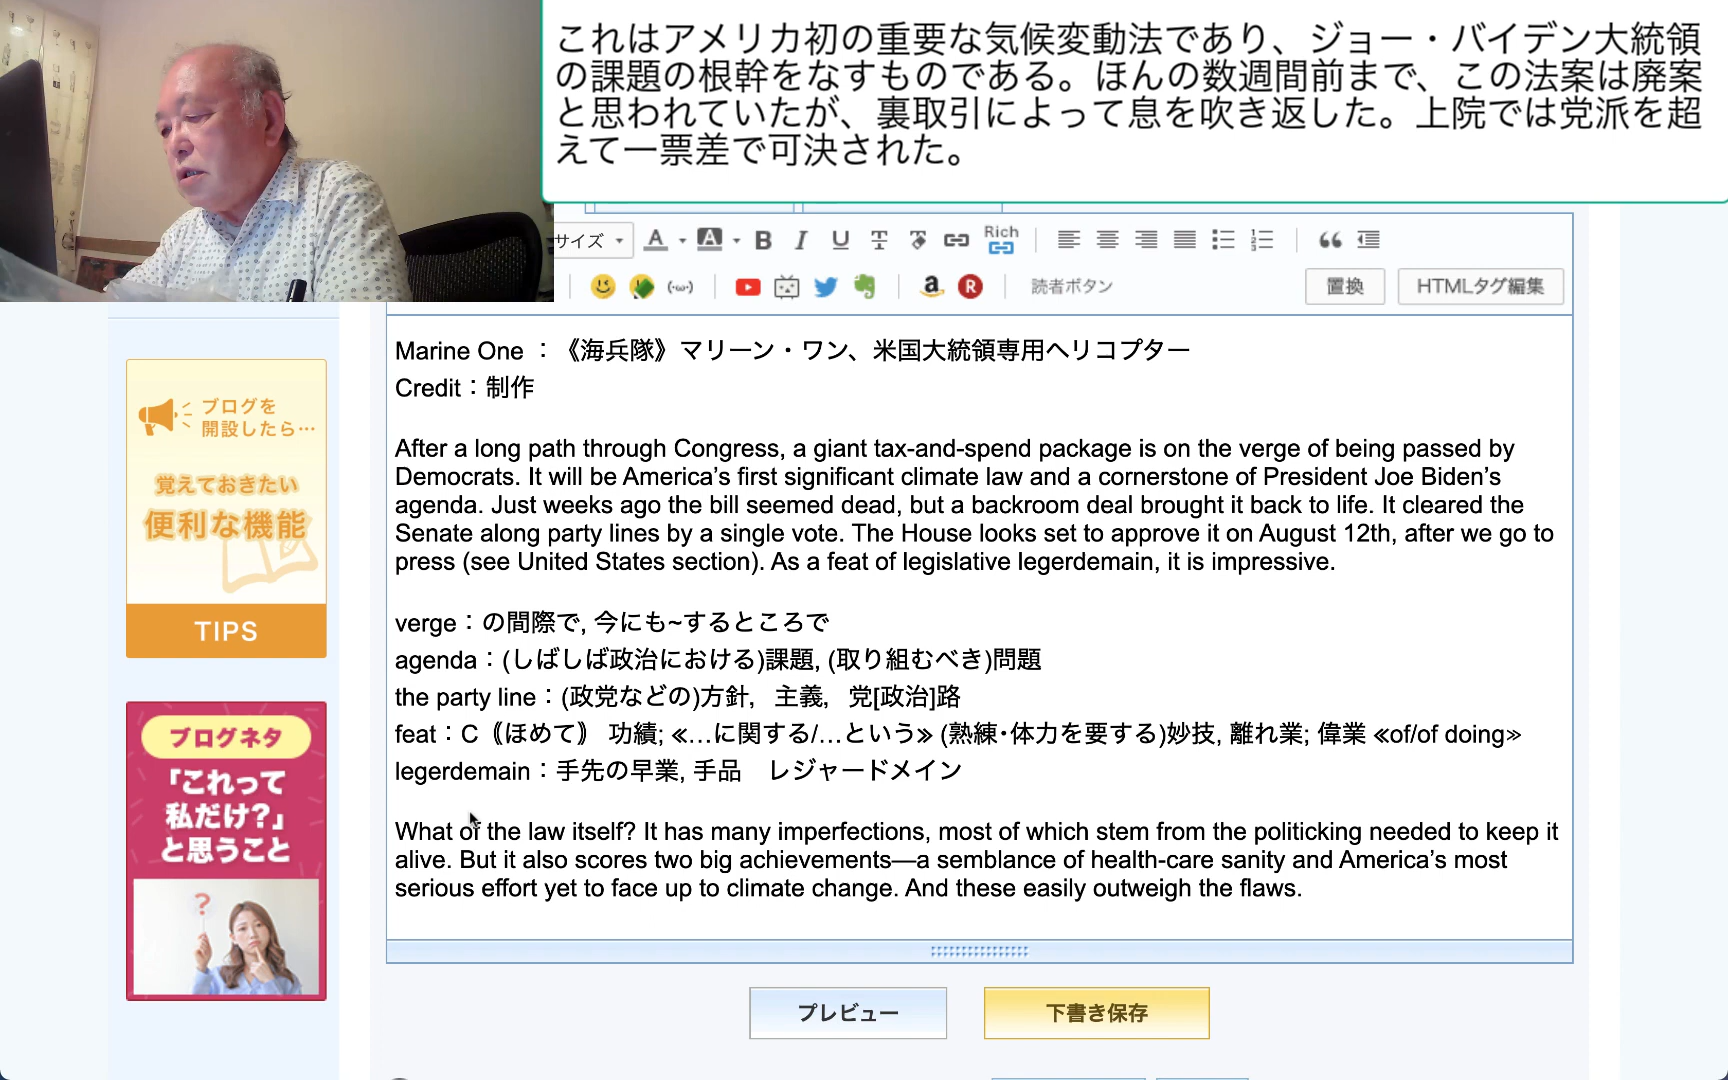 これはアメリカ初の重要な気候変動法であり、ジョー・バイデン大統領
の課題の根幹をなすものである。ほんの数週間前まで、この法案は廃案
と思われていたが、裏取引によって息を吹き返した。上院では党派を超
えて一票差で可決された。
サイズ
A
A
B
I
U
T
Rich
(·ω·)
a
R
読者ボタン
置換
HTMLタグ編集
Marine One ：《海兵隊》マリーン・ワン、米国大統領専用ヘリコプター
Credit：制作
After a long path through Congress, a giant tax-and-spend package is on the verge of being passed by
Democrats. It will be America’s first significant climate law and a cornerstone of President Joe Biden’s
agenda. Just weeks ago the bill seemed dead, but a backroom deal brought it back to life. It cleared the
Senate along party lines by a single vote. The House looks set to approve it on August 12th, after we go to
press (see United States section). As a feat of legislative legerdemain, it is impressive.
verge：の間際で, 今にも~するところで
agenda：(しばしば政治における)課題, (取り組むべき)問題
the party line：(政党などの)方針, 主義, 党[政治]路
feat：C⦅ほめて⦆ 功績; ≪…に関する/…という≫ (熟練･体力を要する)妙技, 離れ業; 偉業 ≪of/of doing≫
legerdemain：手先の早業, 手品　レジャードメイン
What of the law itself? It has many imperfections, most of which stem from the politicking needed to keep it
alive. But it also scores two big achievements—a semblance of health-care sanity and America’s most
serious effort yet to face up to climate change. And these easily outweigh the flaws.
ブログを
開設したら…
覚えておきたい
便利な機能
TIPS
ブログネタ
「これって
私だけ?」
と思うこと
?
プレビュー
下書き保存